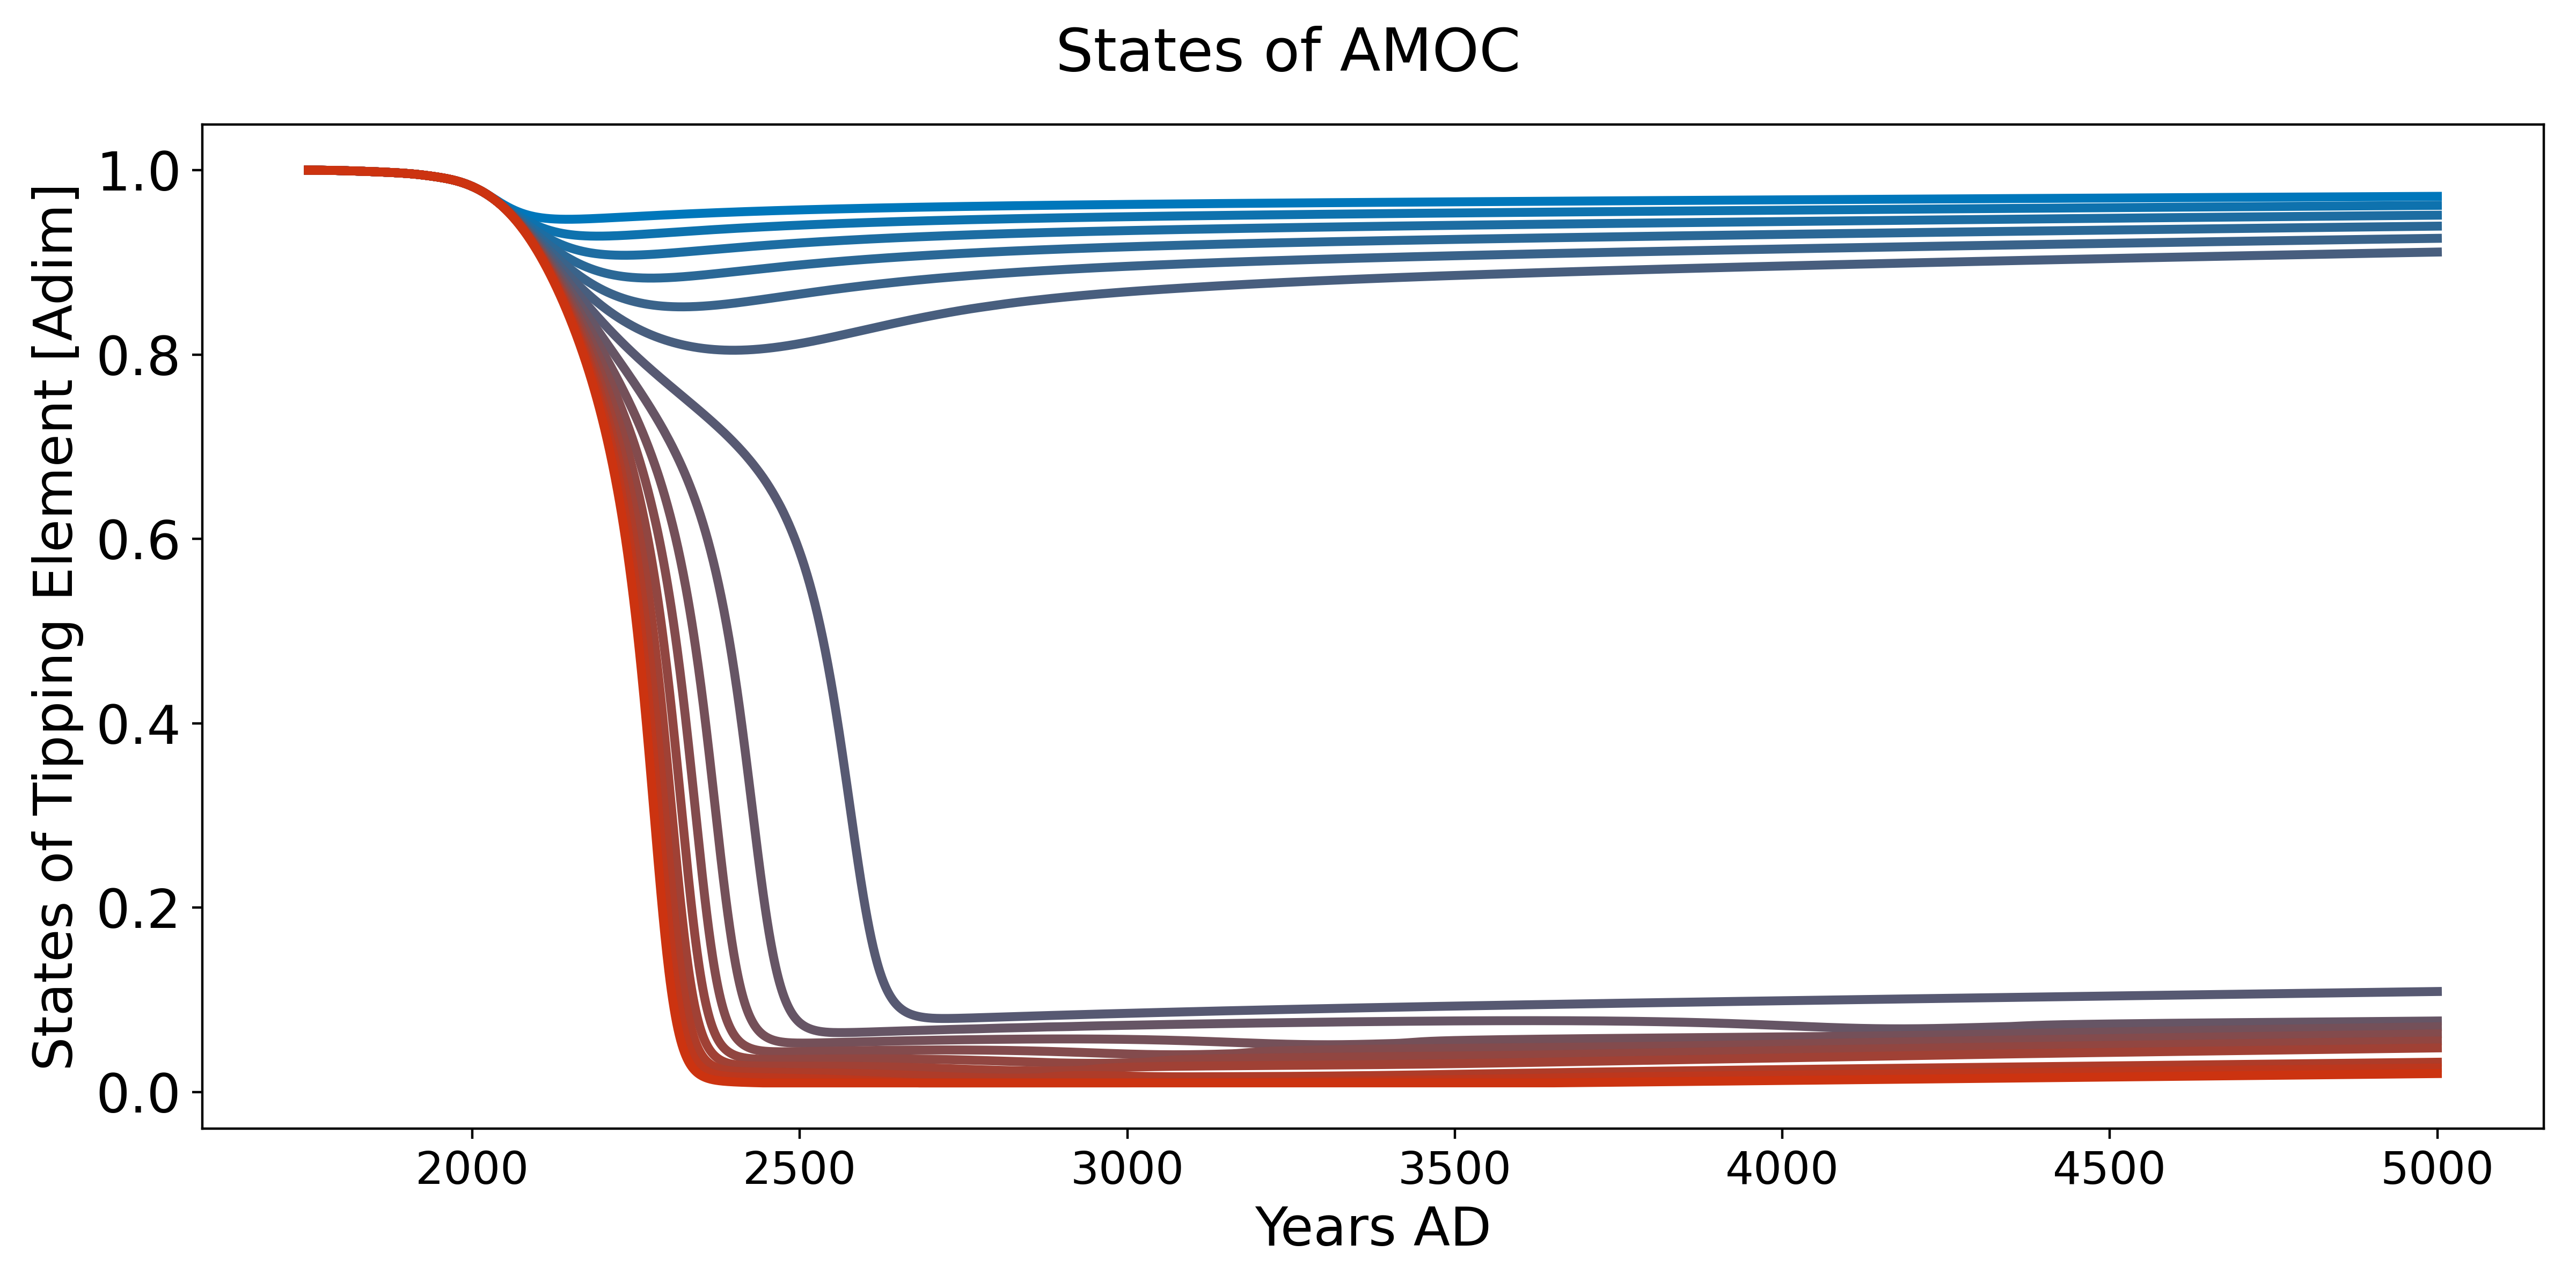 States of AMOC
States of Tipping Element [Adim]
1.0
0.8
0.6
0.4
0.2
0.0
2000 2500 3000 3500 4000 4500 5000
Years AD